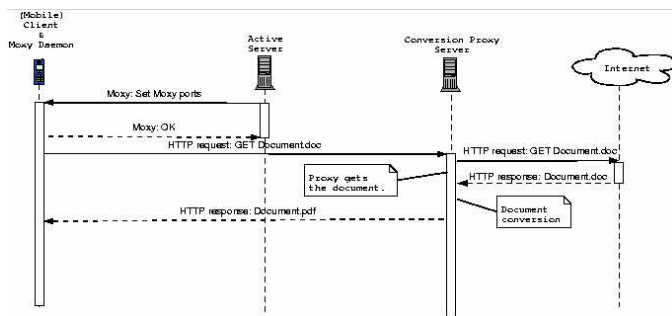 (Mobile)
Client
&
Moxy Daemon
Active
Server
Conversion Proxy
Server
Internet
Moxy: Set Moxy ports
Moxy: OK
HTTP request: GET Document.doc
HTTP request: GET Document.doc
Proxy gets
the document.
HTTP response: Document.doc
HTTP response: Document.pdf
Document
conversion